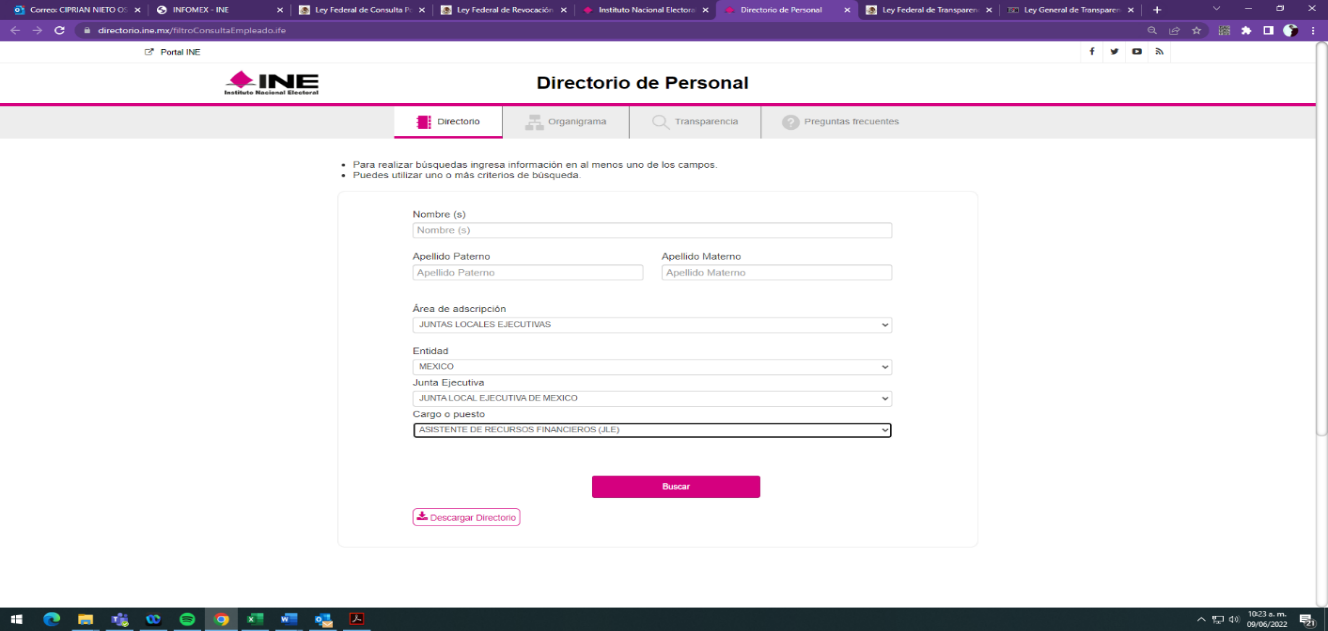 Correo: CIPRIAN NIETO OS
INFOMEX - INE
Ley Federal de Consulta P
Ley Federal de Revocación
Instituto Nacional Electora
Directorio de Personal
Ley Federal de Transparen
Ley General de Transparen
directorio.ine.mx/filtroConsultaEmpleado.ife
Portal INE
INE
Instituto Nacional Electoral
Directorio de Personal
Directorio
Organigrama
Transparencia
Preguntas frecuentes
• Para realizar búsquedas ingresa información en al menos uno de los campos.
• Puedes utilizar uno o más criterios de búsqueda.
Nombre (s)
Nombre (s)
Apellido Paterno Apellido Materno
Apellido Paterno Apellido Materno
Área de adscripción
JUNTAS LOCALES EJECUTIVAS
Entidad
MEXICO
Junta Ejecutiva
JUNTA LOCAL EJECUTIVA DE MEXICO
Cargo o puesto
ASISTENTE DE RECURSOS FINANCIEROS (JLE)
Buscar
Descargar Directorio
10:23 a. m.
09/06/2022
21